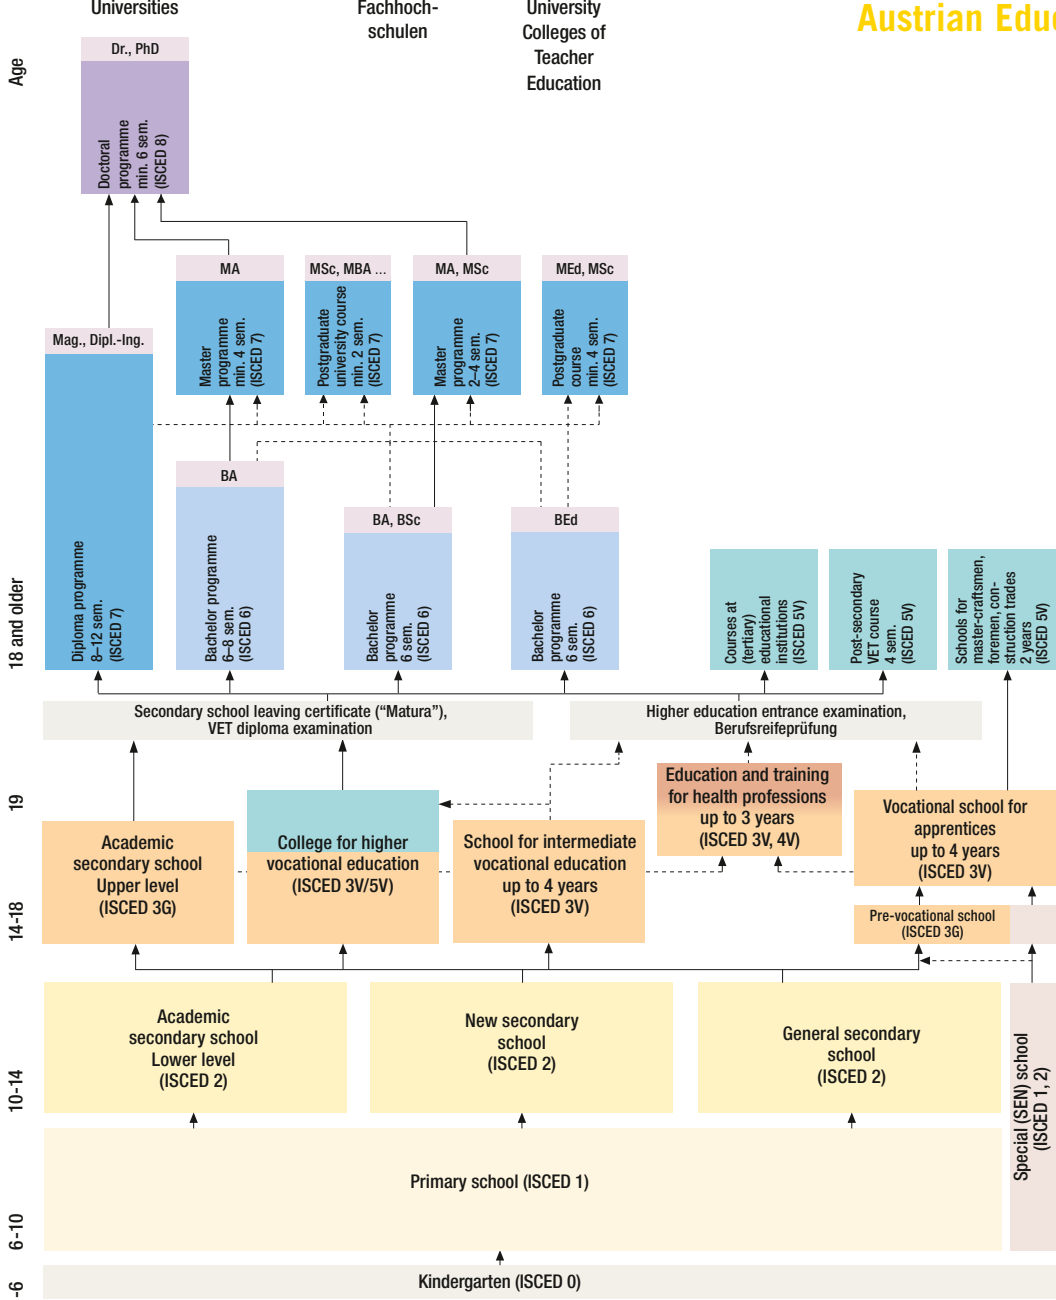 Universities
Fachhoch-
schulen
University
Colleges of
Teacher
Education
Austrian
Age
Dr., PhD
Doctoral
programme
min. 6 sem.
(ISCED 8)
MA
Master
programme
min. 4 sem.
(ISCED 7)
MSc, MBA ...
Postgraduate
university course
min. 2 sem.
(ISCED 7)
MA, MSc
Master
programme
2–4 sem.
(ISCED 7)
MEd, MSc
Postgraduate
course
min. 4 sem.
(ISCED 7)
Mag., Dipl.-Ing.
Diploma programme
8–12 sem.
(ISCED 7)
BA
Bachelor programme
6–8 sem.
(ISCED 6)
BA, BSc
Bachelor
programme
6 sem.
(ISCED 6)
BEd
Bachelor
programme
6 sem.
(ISCED 6)
Courses at
(tertiary)
educational
institutions
(ISCED 5V)
Post-secondary
VET course
4 sem.
(ISCED 5V)
Schools for
master-craftsmen,
foremen, con-
struction trades
2 years
(ISCED 5V)
18 and older
Secondary school leaving certificate (“Matura”),
VET diploma examination
Higher education entrance examination,
Berufsreifeprüfung
19
Academic
secondary school
Upper level
(ISCED 3G)
College for higher
vocational education
(ISCED 3V/5V)
School for intermediate
vocational education
up to 4 years
(ISCED 3V)
Education and training
for health professions
up to 3 years
(ISCED 3V, 4V)
Vocational school for
apprentices
up to 4 years
(ISCED 3V)
14-18
Pre-vocational school
(ISCED 3G)
Academic
secondary school
Lower level
(ISCED 2)
New secondary
school
(ISCED 2)
General secondary
school
(ISCED 2)
Special (SEN) school
(ISCED 1, 2)
10-14
Primary school (ISCED 1)
6-10
Kindergarten (ISCED 0)
-6